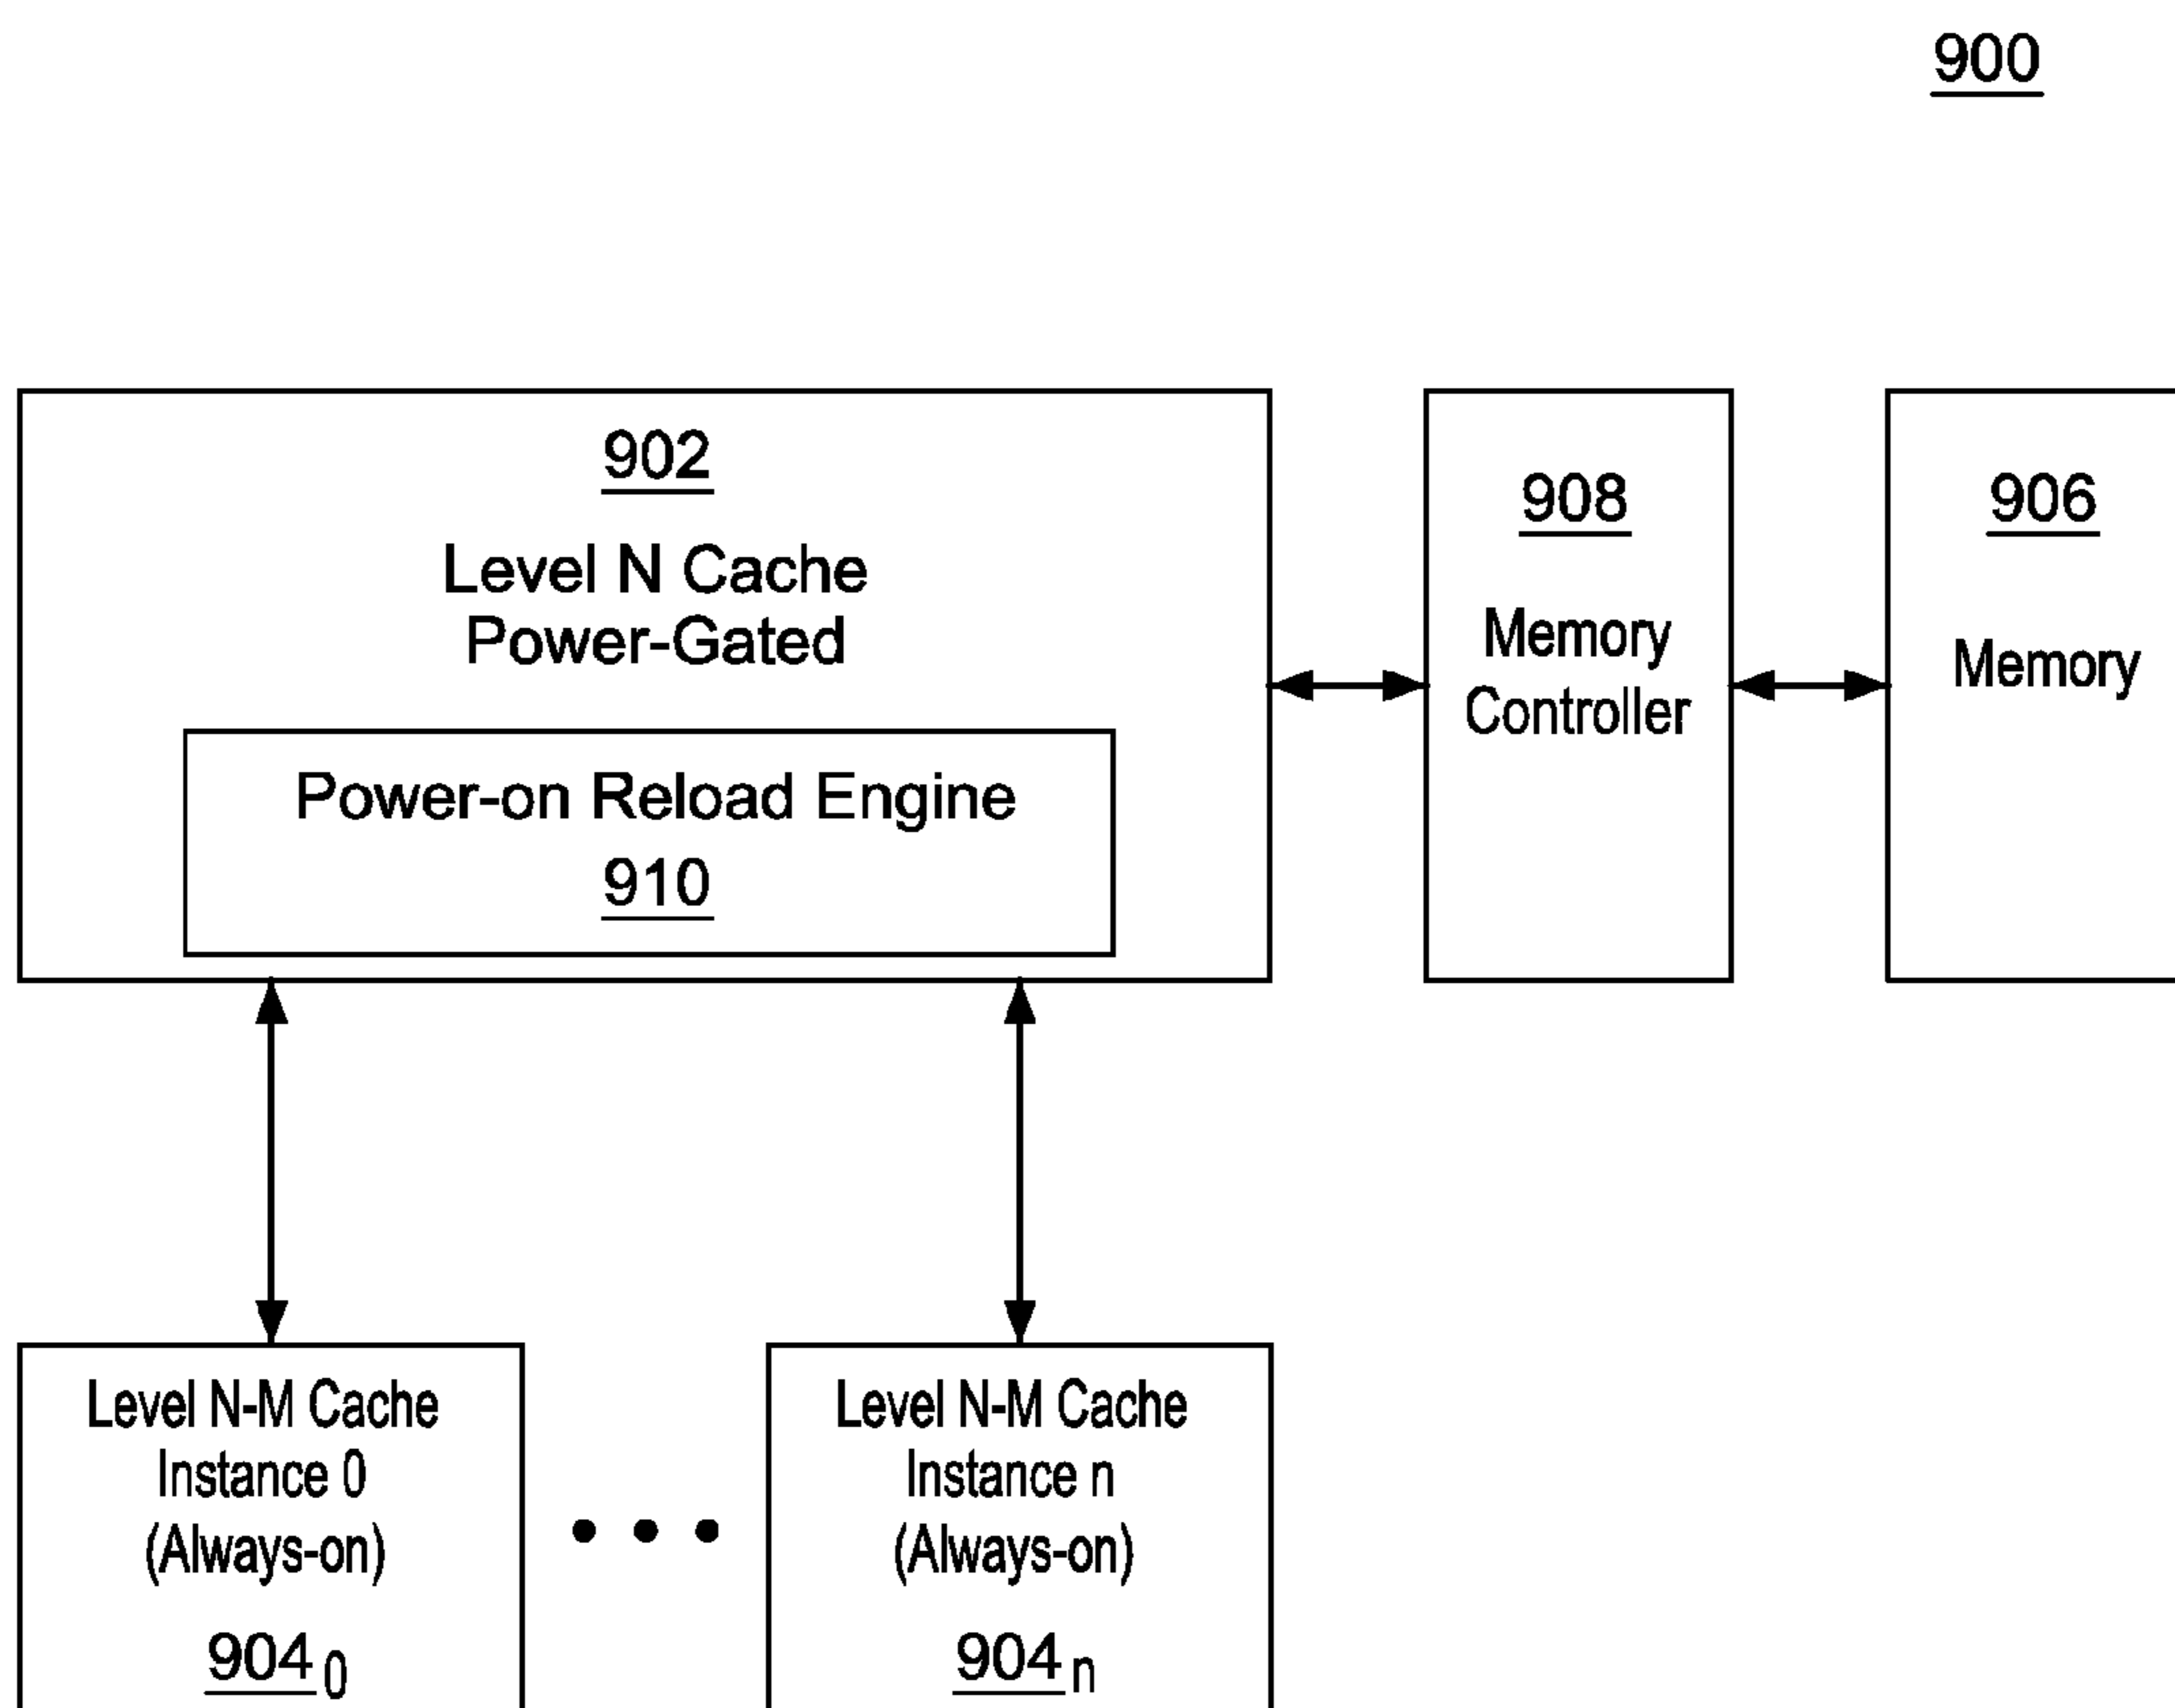 900
902
Level N Cache
Power-Gated
Power-on Reload Engine
910
908
Memory
Controller
906
Memory
Level N-M Cache
Instance 0
(Always-on)
904 0
Level N-M Cache
Instance n
(Always-on)
904 n